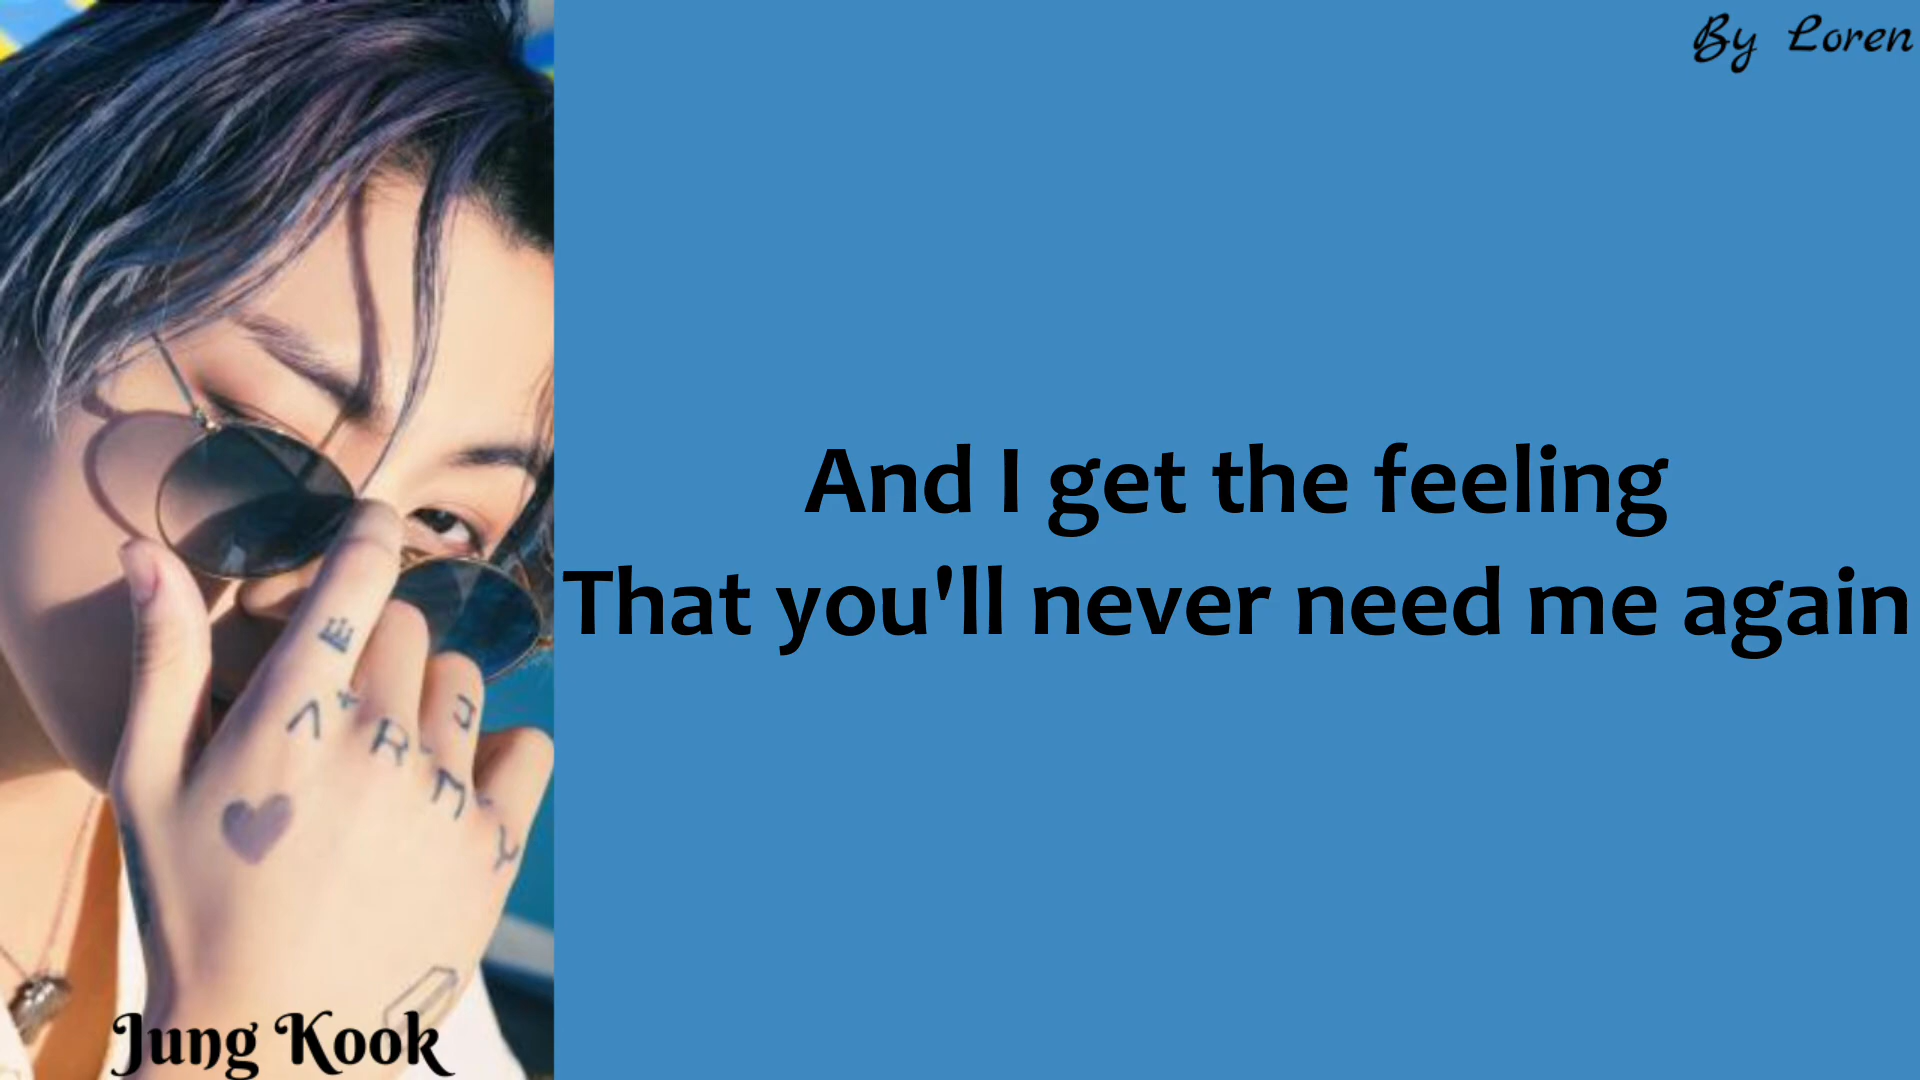 By Loren
And I get the feeling
That you'll never need me again
E
J
Λ + R M Y
Jung Kook